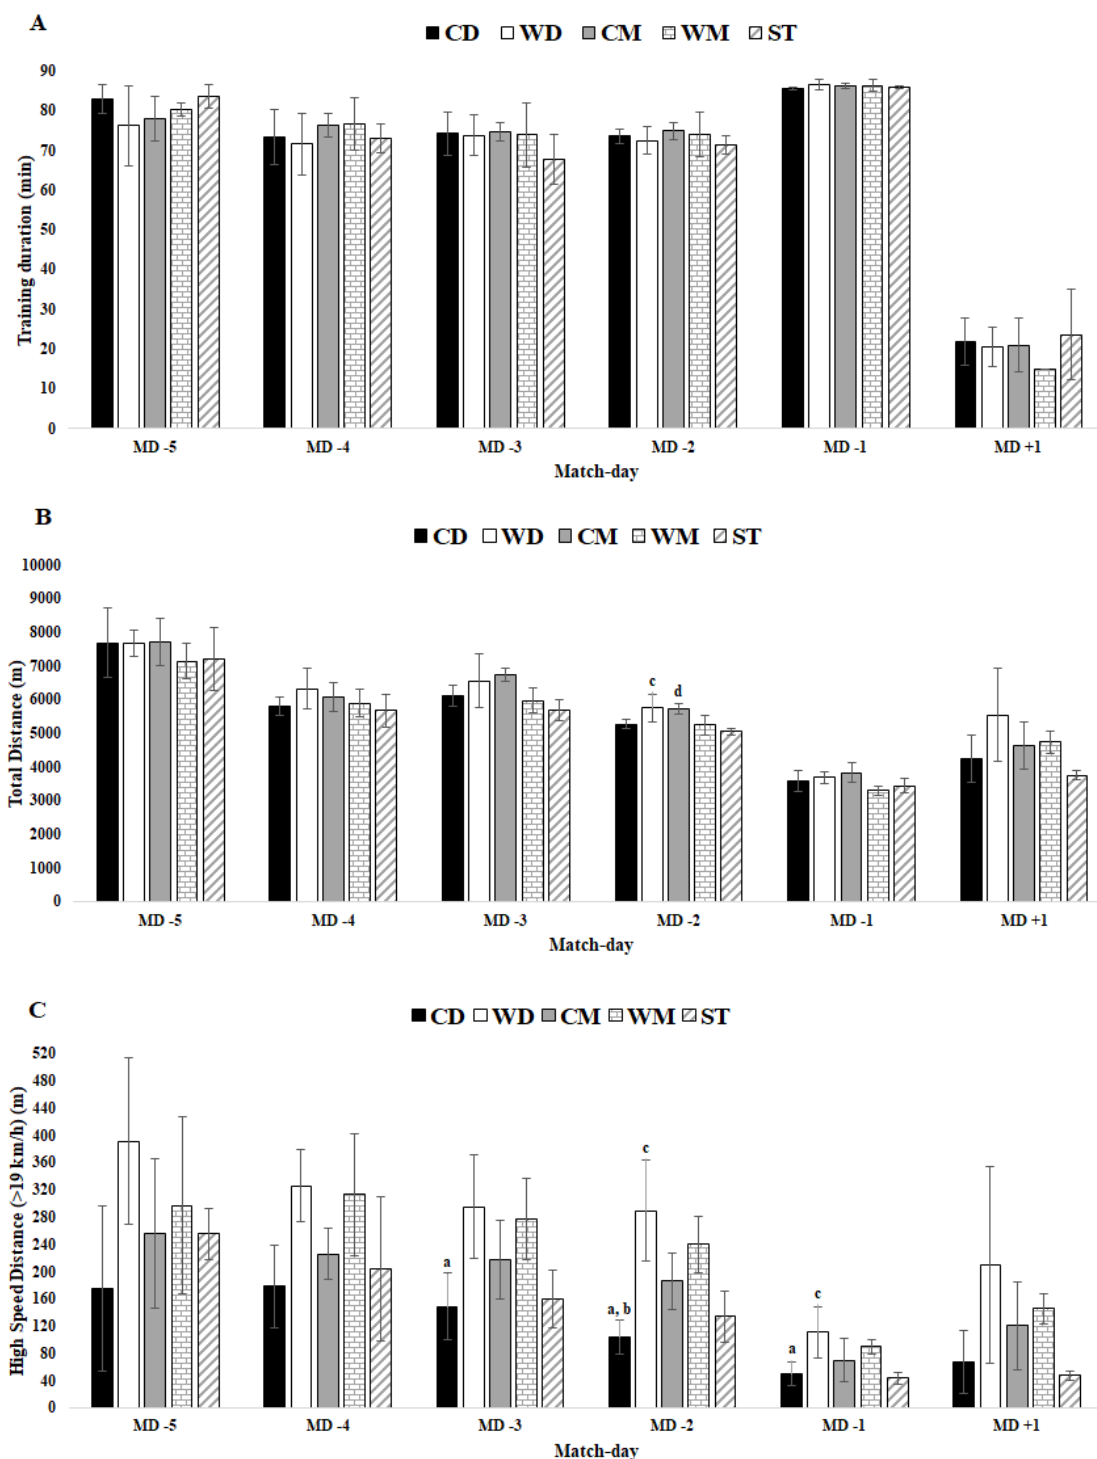 A
CD WD CM WM ST
Training duration (min)
90
80
70
60
50
40
30
20
10
0
MD -5 MD -4 MD -3 MD -2 MD -1 MD +1
Match-day
B
CD WD CM WM ST
Total Distance (m)
10000
9000
8000
7000
6000
5000
4000
3000
2000
1000
0
c d
MD -5 MD -4 MD -3 MD -2 MD -1 MD +1
Match-day
C
CD WD CM WM ST
High Speed Distance (>19 km/h) (m)
520
480
440
400
360
320
280
240
200
160
120
80
40
0
a
a, b
c
a
c
MD -5 MD -4 MD -3 MD -2 MD -1 MD +1
Match-day